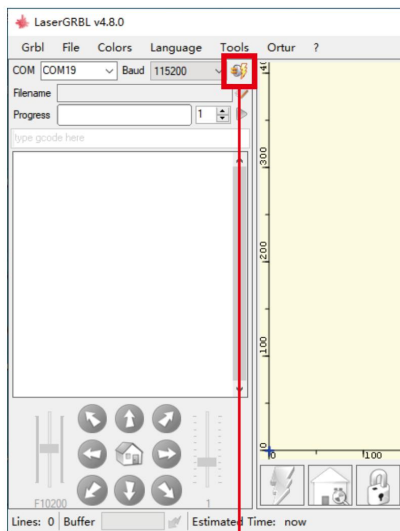 LaserGRBL v4.8.0
Grbl File Colors Language Tools Ortur ?
COM COM19 Baud 115200
Filename
Progress 1
type gcode here
300
200
100
0
0 100
F10200 1
Lines: 0 Buffer Estimated Time: now